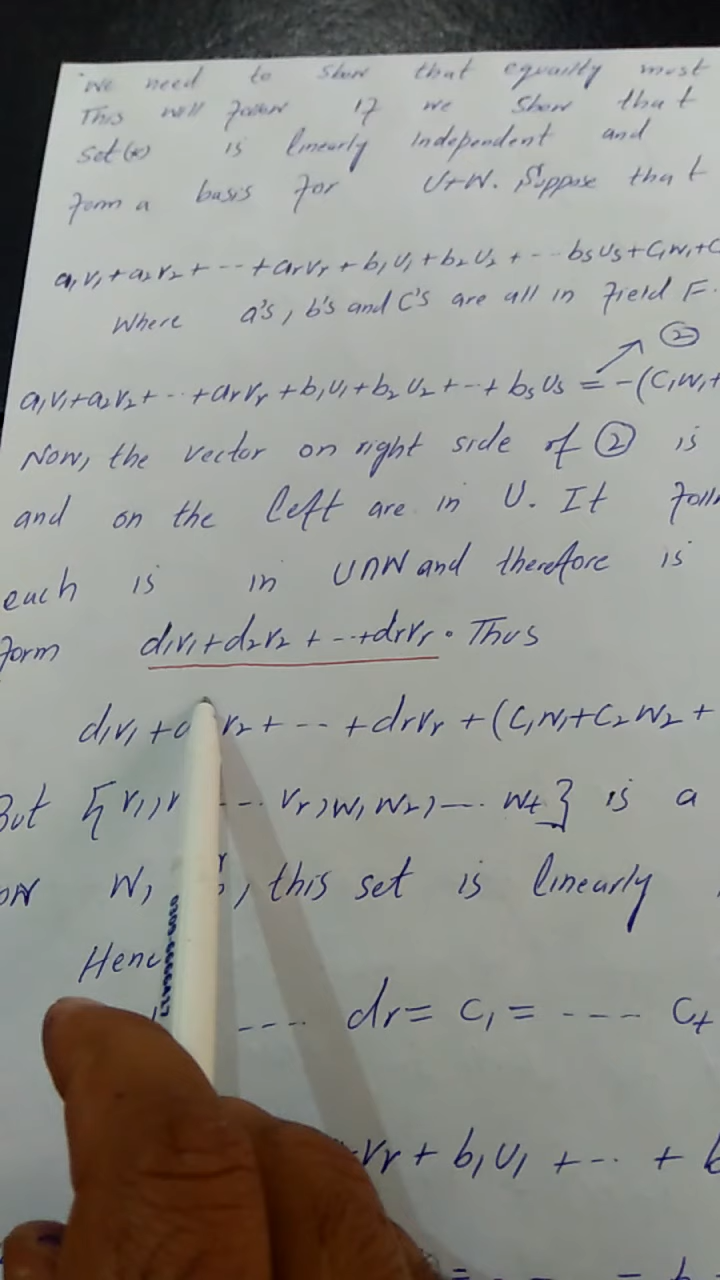 We need to show that equality most
This will follow if we show that
set(*) is linearly independent and
form a basis for U+W. Suppose that
a₁v₁+a₂v₂+ --- +arvr+b₁u₁+b₂u₂+ --- bsus+c₁w₁+c
Where a's, b's and c's are all in field F.
②
a₁v₁+a₂v₂+ --- +arvr+b₁u₁+b₂u₂+---+bsus = -(c₁w₁+
Now, the vector on right side of ② is
and on the left are in U. It foll
each is in U∩W and therefore is
form d₁v₁+d₂v₂ + ---+drvr. Thus
d₁v₁+ v₂+ --- +drvr+(c₁w₁+c₂w₂+
But {v₁,v --- vr,w₁,w₂,--- wt} is a
W, this set is linearly
Henc
---- dr= c₁= ---- ct
vr+b₁u₁+--- +b